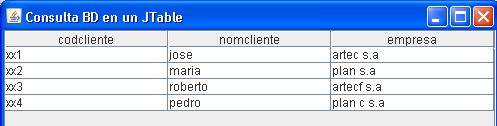 Consulta BD en un JTable
codcliente nomcliente empresa
xx1 jose artec s.a
xx2 maria plan s.a
xx3 roberto artecf s.a
xx4 pedro plan c s.a